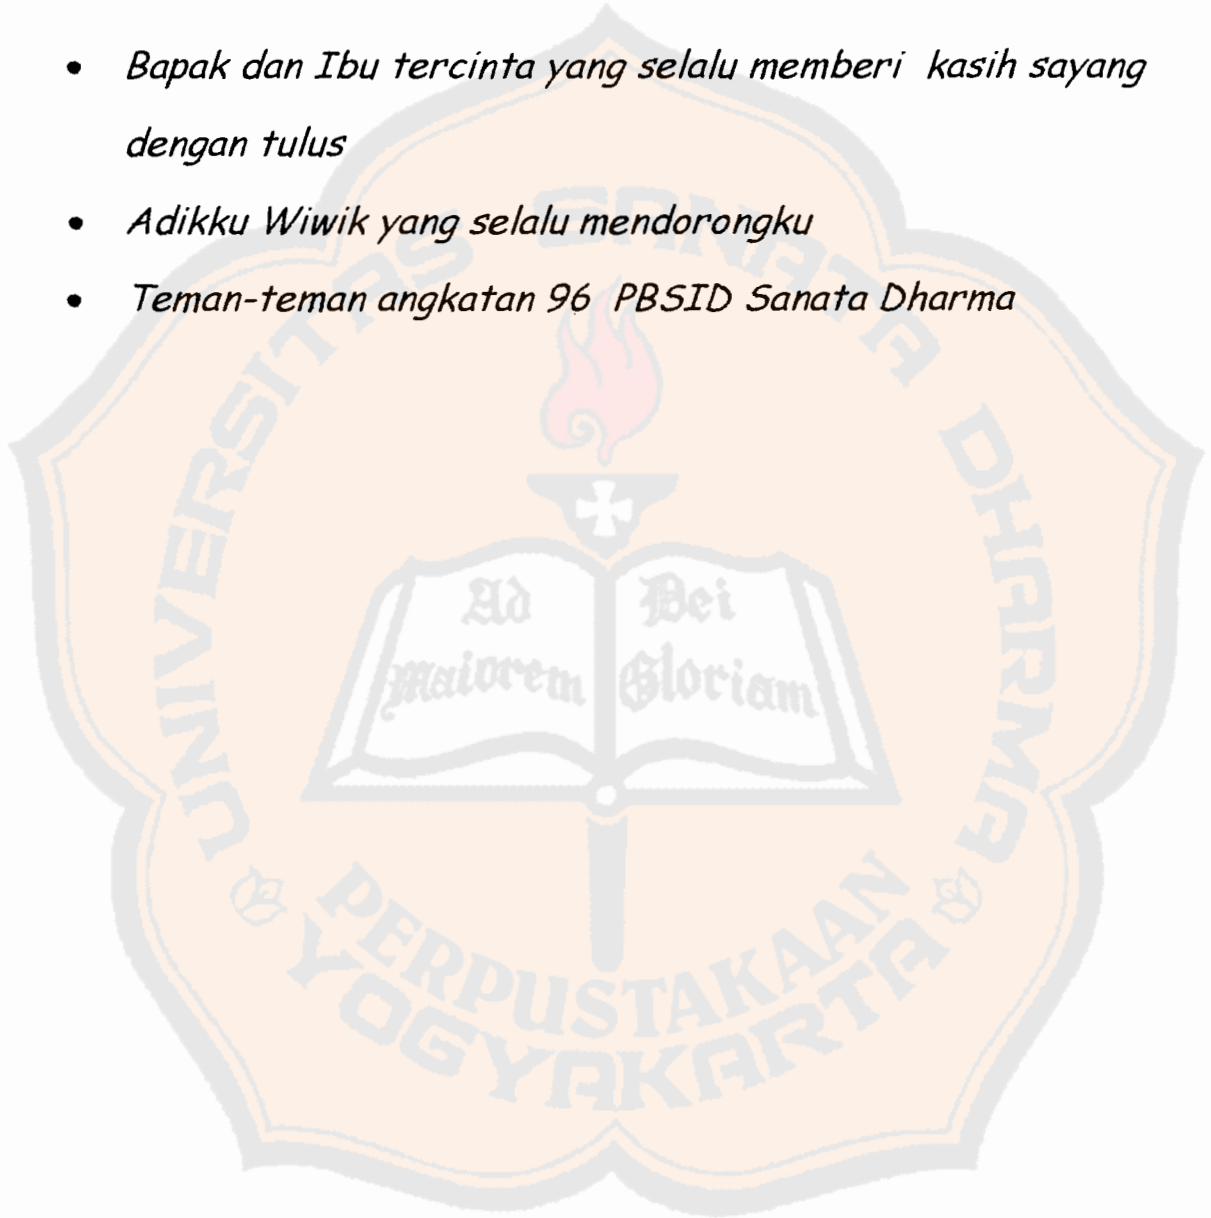 • Bapak dan Ibu tercinta yang selalu memberi kasih sayang
dengan tulus
• Adikku Wiwik yang selalu mendorongku
• Teman-teman angkatan 96 PBSID Sanata Dharma
UNIVERSITAS SANATA DHARMA
Ad Dei
maiorem Gloriam
PERPUSTAKAAN
YOGYAKARTA